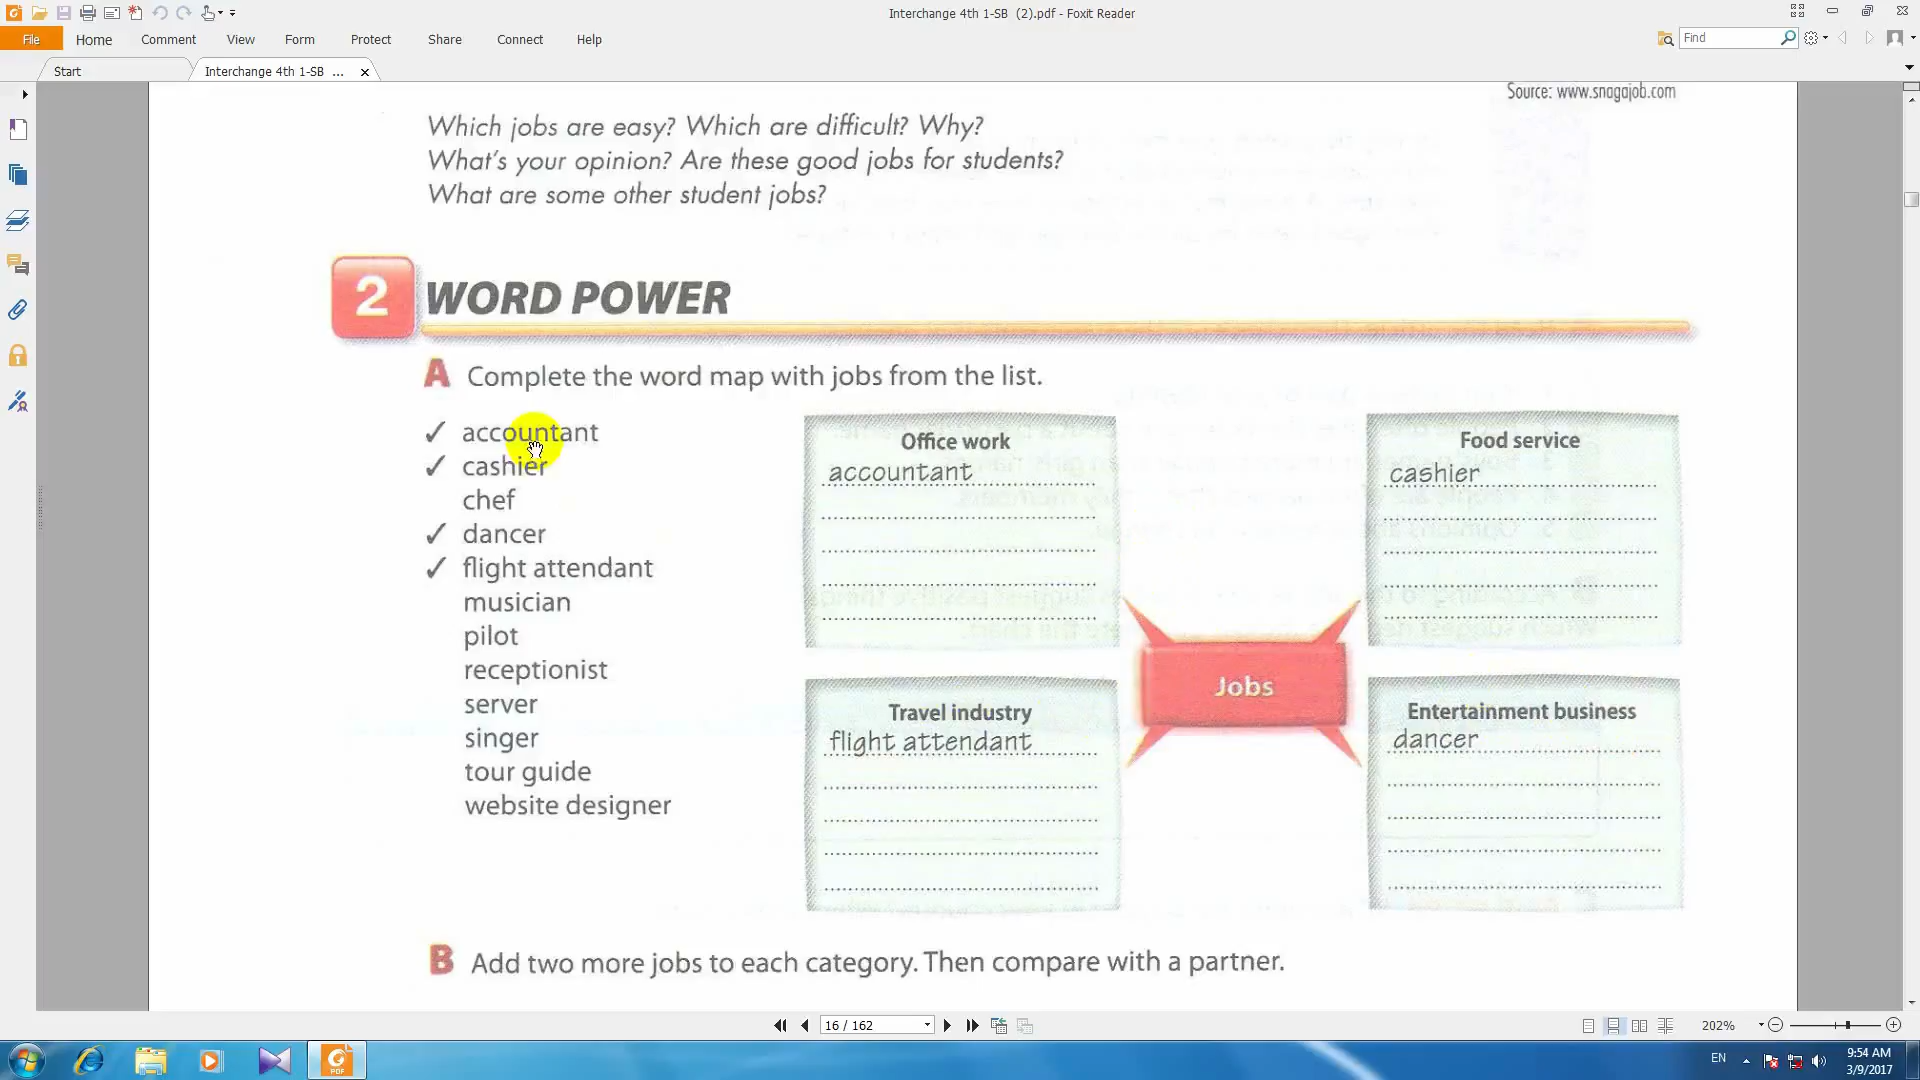 Interchange 4th 1-SB (2).pdf - Foxit Reader
File Home Comment View Form Protect Share Connect Help
Find
Start
Interchange 4th 1-SB ...
Source: www.snagajob.com
Which jobs are easy? Which are difficult? Why?
What's your opinion? Are these good jobs for students?
What are some other student jobs?
2 WORD POWER
A Complete the word map with jobs from the list.
✓ accountant
✓ cashier
chef
✓ dancer
✓ flight attendant
musician
pilot
receptionist
server
singer
tour guide
website designer
Office work
accountant
Food service
cashier
Jobs
Travel industry
flight attendant
Entertainment business
dancer
B Add two more jobs to each category. Then compare with a partner.
16 / 162
202%
EN
9:54 AM
3/9/2017